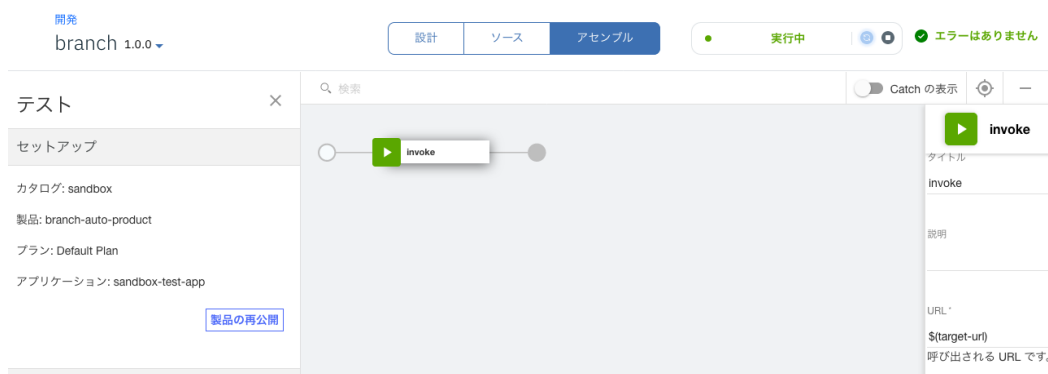 開発
branch 1.0.0
設計 ソース アセンブル
実行中
エラーはありません
テスト
セットアップ
カタログ: sandbox
製品: branch-auto-product
プラン: Default Plan
アプリケーション: sandbox-test-app
製品の再公開
検索
Catch の表示
invoke
invoke
タイトル
invoke
説明
URL *
$(target-url)
呼び出される URL です。